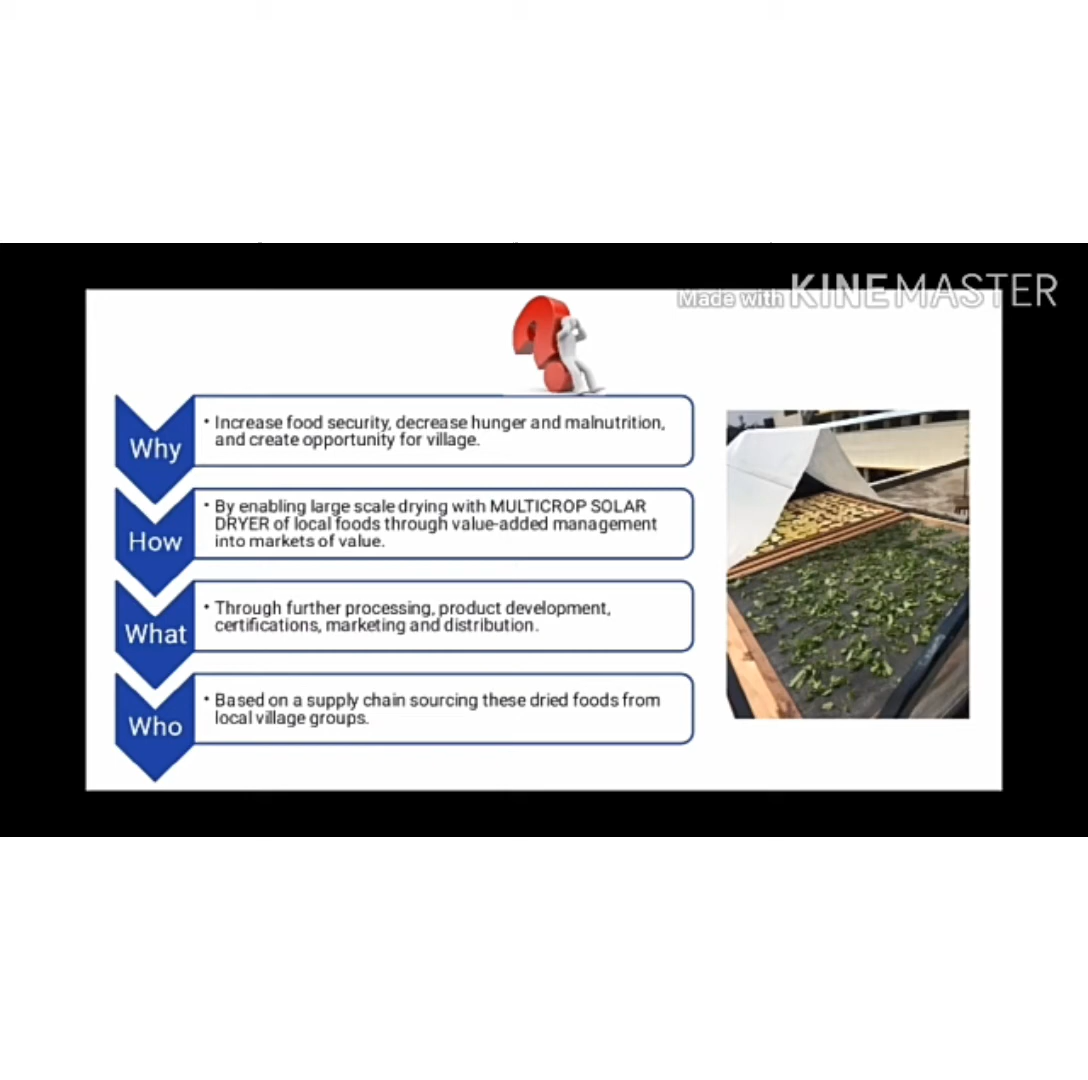 Made with KINEMASTER
Why
• Increase food security, decrease hunger and malnutrition,
and create opportunity for village.
How
• By enabling large scale drying with MULTICROP SOLAR
DRYER of local foods through value-added management
into markets of value.
What
• Through further processing, product development,
certifications, marketing and distribution.
Who
• Based on a supply chain sourcing these dried foods from
local village groups.